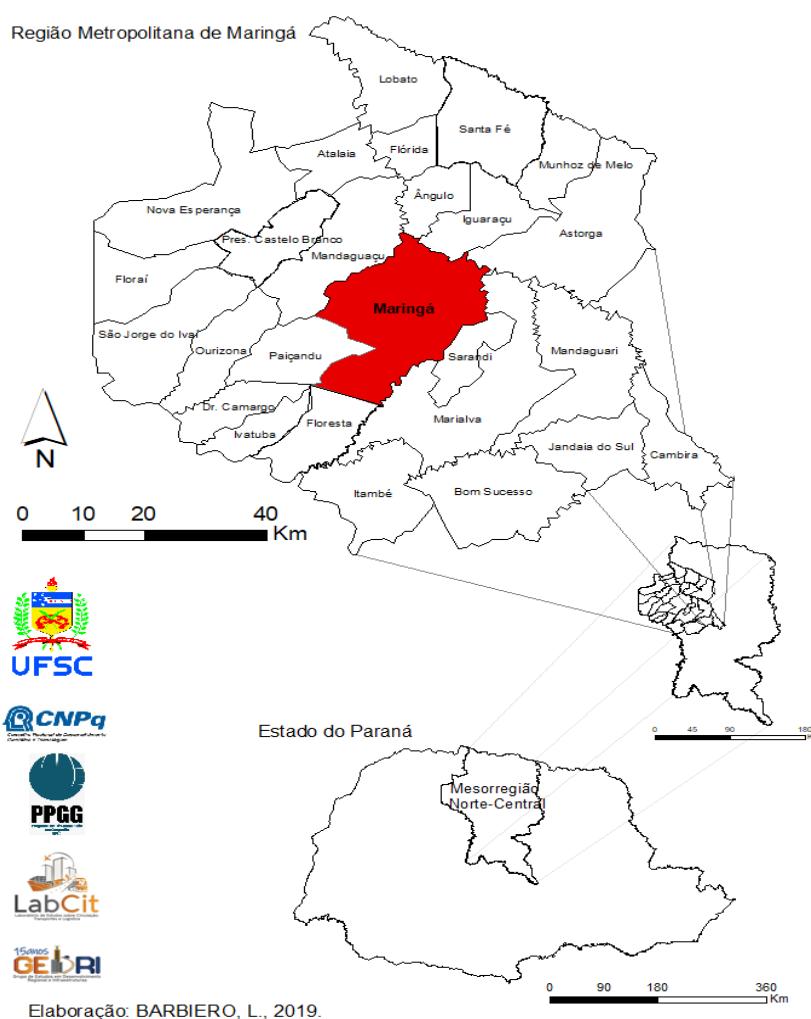 Região Metropolitana de Maringá
Lobato
Santa Fé
Flórida
Atalaia
Munhoz de Melo
Ângulo
Nova Esperança
Iguaraçu
Astorga
Pres. Castelo Branco
Mandaguaçu
Floraí
Maringá
São Jorge do Ivaí
Ourizona
Paiçandu
Sarandi
Mandaguari
Dr. Camargo
Floresta
Marialva
Ivatuba
Jandaia do Sul
Cambira
Itambé
Bom Sucesso
N
0 10 20 40
Km
UFSC
0 45 90 180
CNPq
Estado do Paraná
Mesorregião
Norte-Central
PPGG
LabCit
15anos
GEDRI
0 90 180 360
Km
Elaboração: BARBIERO, L., 2019.